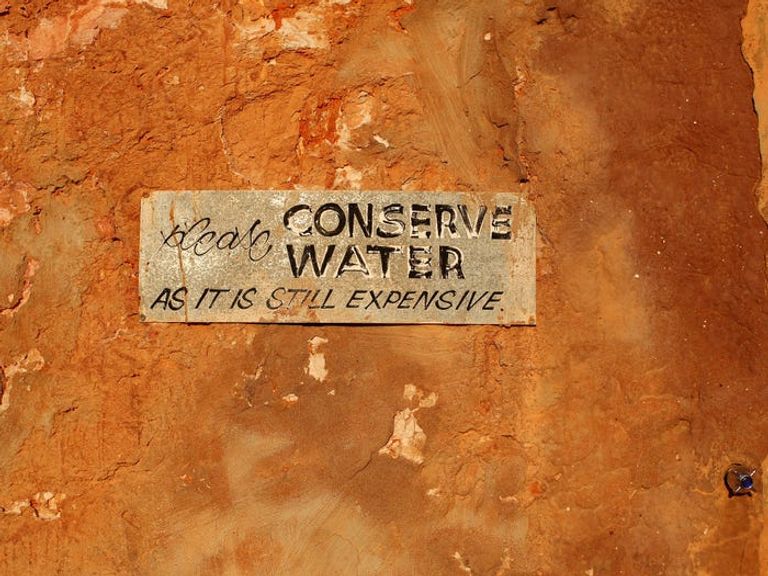 please CONSERVE
WATER
AS IT IS STILL EXPENSIVE.